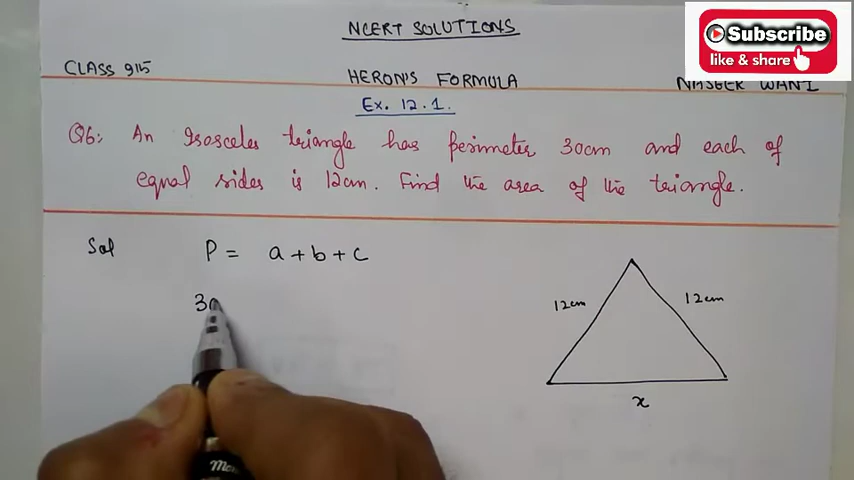 NCERT SOLUTIONS
Subscribe
like & share
CLASS 9th
HERON'S FORMULA
Ex. 12.1.
Q6: An Isosceles triangle has perimeter 30cm and each of
equal sides is 12cm. Find the area of the triangle.
Sol P = a + b + c
30
12cm 12cm
x